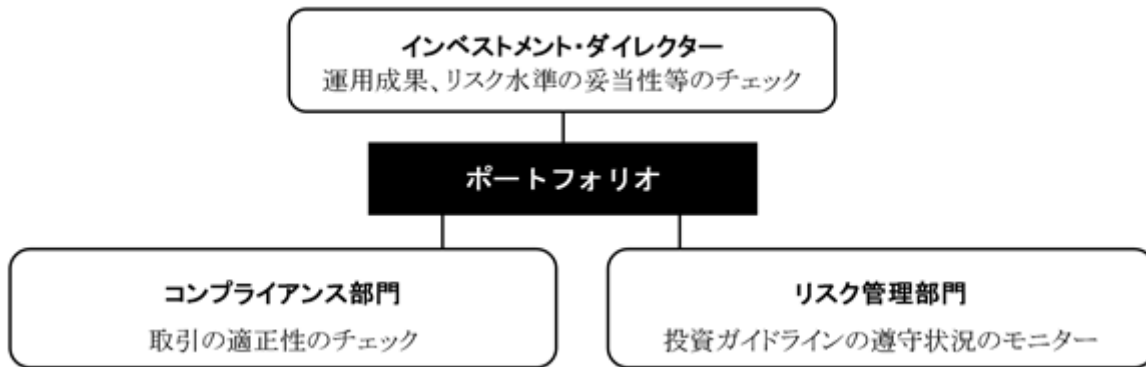 インベストメント・ダイレクター
運用成果、リスク水準の妥当性等のチェック
ポートフォリオ
コンプライアンス部門
取引の適正性のチェック
リスク管理部門
投資ガイドラインの遵守状況のモニター